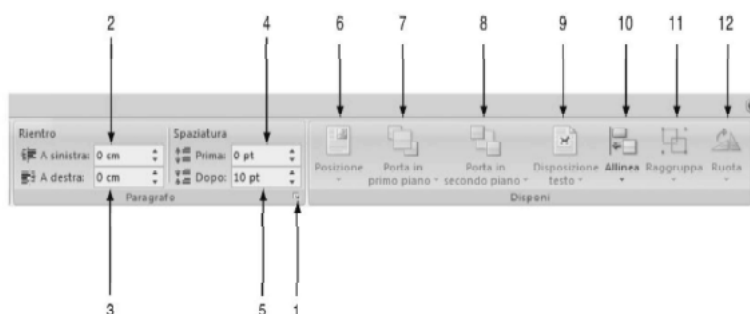 2 4 6 7 8 9 10 11 12
Rientro Spaziatura
A sinistra: 0 cm Prima: 0 pt
A destra: 0 cm Dopo: 10 pt
Posizione Porta in primo piano Porta in secondo piano Disposizione testo Allinea Raggruppa Ruota
Paragrafo Disponi
3 5 1